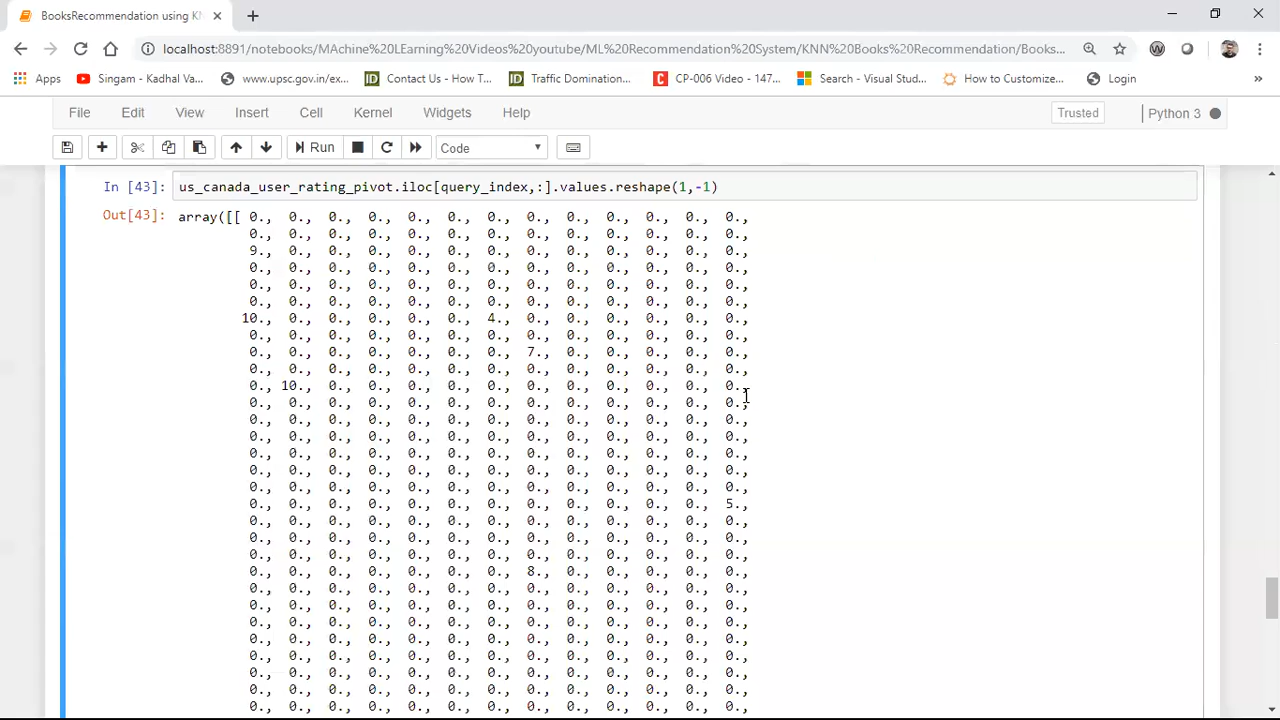 BooksRecommendation using KN
localhost:8891/notebooks/MAchine%20LEarning%20Videos%20youtube/ML%20Recommendation%20System/KNN%20Books%20Recommendation/Books...
Apps Singam - Kadhal Va... www.upsc.gov.in/ex... Contact Us - How T... Traffic Domination... CP-006 Video - 147... Search - Visual Stud... How to Customize... Login »
File Edit View Insert Cell Kernel Widgets Help Trusted Python 3
Run Code
In [43]: us_canada_user_rating_pivot.iloc[query_index,:].values.reshape(1,-1)
Out[43]: array([[ 0., 0., 0., 0., 0., 0., 0., 0., 0., 0., 0., 0., 0.,
0., 0., 0., 0., 0., 0., 0., 0., 0., 0., 0., 0., 0.,
9., 0., 0., 0., 0., 0., 0., 0., 0., 0., 0., 0., 0.,
0., 0., 0., 0., 0., 0., 0., 0., 0., 0., 0., 0., 0.,
0., 0., 0., 0., 0., 0., 0., 0., 0., 0., 0., 0., 0.,
0., 0., 0., 0., 0., 0., 0., 0., 0., 0., 0., 0., 0.,
10., 0., 0., 0., 0., 0., 4., 0., 0., 0., 0., 0., 0.,
0., 0., 0., 0., 0., 0., 0., 0., 0., 0., 0., 0., 0.,
0., 0., 0., 0., 0., 0., 0., 7., 0., 0., 0., 0., 0.,
0., 0., 0., 0., 0., 0., 0., 0., 0., 0., 0., 0., 0.,
0., 10., 0., 0., 0., 0., 0., 0., 0., 0., 0., 0., 0.,
0., 0., 0., 0., 0., 0., 0., 0., 0., 0., 0., 0., 0.,
0., 0., 0., 0., 0., 0., 0., 0., 0., 0., 0., 0., 0.,
0., 0., 0., 0., 0., 0., 0., 0., 0., 0., 0., 0., 0.,
0., 0., 0., 0., 0., 0., 0., 0., 0., 0., 0., 0., 0.,
0., 0., 0., 0., 0., 0., 0., 0., 0., 0., 0., 0., 0.,
0., 0., 0., 0., 0., 0., 0., 0., 0., 0., 0., 0., 0.,
0., 0., 0., 0., 0., 0., 0., 0., 0., 0., 0., 0., 5.,
0., 0., 0., 0., 0., 0., 0., 0., 0., 0., 0., 0., 0.,
0., 0., 0., 0., 0., 0., 0., 0., 0., 0., 0., 0., 0.,
0., 0., 0., 0., 0., 0., 0., 0., 0., 0., 0., 0., 0.,
0., 0., 0., 0., 0., 0., 0., 8., 0., 0., 0., 0., 0.,
0., 0., 0., 0., 0., 0., 0., 0., 0., 0., 0., 0., 0.,
0., 0., 0., 0., 0., 0., 0., 0., 0., 0., 0., 0., 0.,
0., 0., 0., 0., 0., 0., 0., 0., 0., 0., 0., 0., 0.,
0., 0., 0., 0., 0., 0., 0., 0., 0., 0., 0., 0., 0.,
0., 0., 0., 0., 0., 0., 0., 0., 0., 0., 0., 0., 0.,
0., 0., 0., 0., 0., 0., 0., 0., 0., 0., 0., 0., 0.,
0., 0., 0., 0., 0., 0., 0., 0., 0., 0., 0., 0., 0.,
0., 0., 0., 0., 0., 0., 0., 0., 0., 0., 0., 0., 0.,